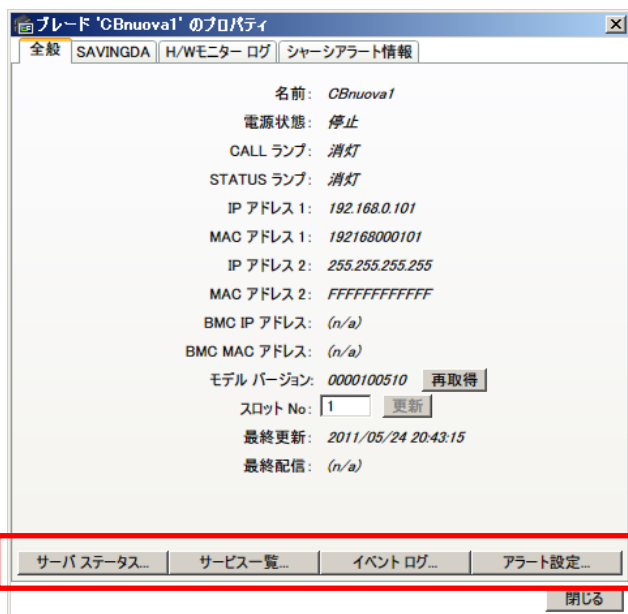 ブレード 'CBnuova1' のプロパティ
全般 SAVINGDA H/Wモニター ログ シャーシアラート情報
名前: CBnuova1
電源状態: 停止
CALL ランプ: 消灯
STATUS ランプ: 消灯
IP アドレス 1: 192.168.0.101
MAC アドレス 1: 192168000101
IP アドレス 2: 255.255.255.255
MAC アドレス 2: FFFFFFFFFFFF
BMC IP アドレス: (n/a)
BMC MAC アドレス: (n/a)
モデル バージョン: 0000100510 再取得
スロット No: 1 更新
最終更新: 2011/05/24 20:43:15
最終配信: (n/a)
サーバ ステータス... サービス一覧... イベント ログ... アラート設定...
閉じる